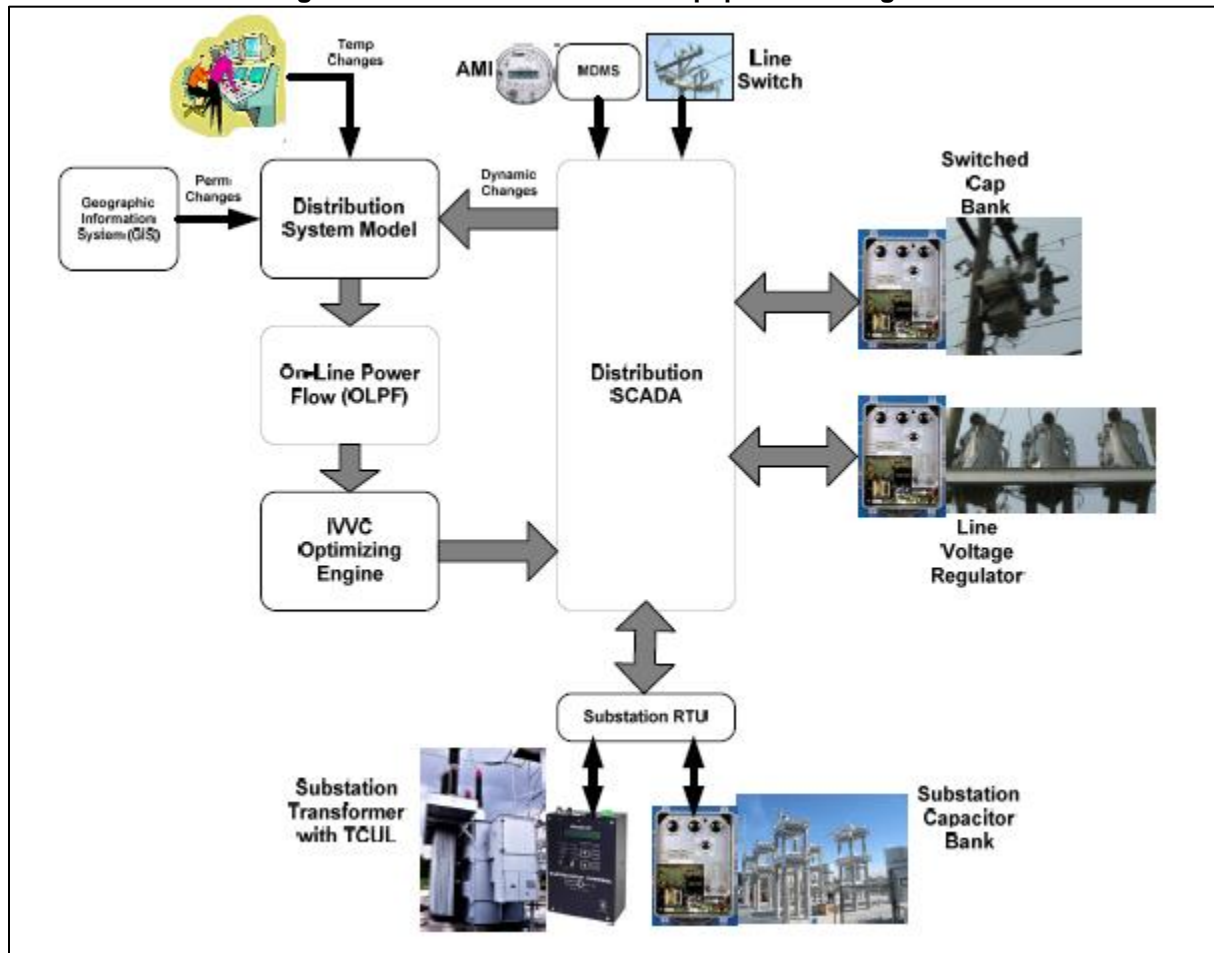 Temp
Changes
AMI
MDMS
Line
Switch
Geographic
Information
System (GIS)
Perm
Changes
Distribution
System Model
Dynamic
Changes
Switched
Cap
Bank
On-Line Power
Flow (OLPF)
Distribution
SCADA
IVVC
Optimizing
Engine
Line
Voltage
Regulator
Substation RTU
Substation
Transformer
with TCUL
Substation
Capacitor
Bank